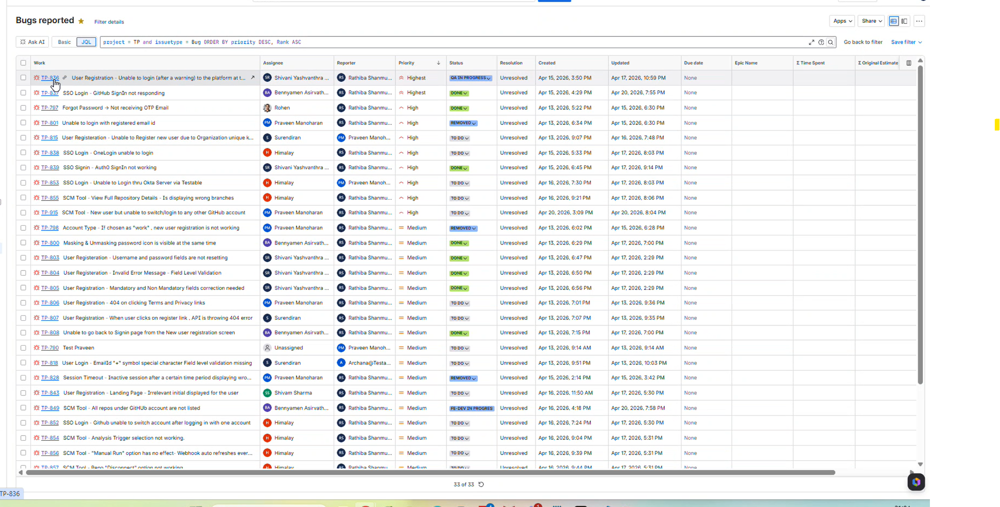 Bugs reported Filter details Apps Share
Ask AI Basic JQL project = TP and issuetype = Bug ORDER BY priority DESC, Rank ASC Go back to filter Save filter
Work Assignee Reporter Priority Status Resolution Created Updated Due date Epic Name Σ Time Spent Σ Original Estimate
TP-836 User Registration - Unable to login (after a warning) to the platform at t... SR Shivani Yashvanthra ... RS Rathiba Shanmu... Highest QA IN PROGRESS Unresolved Apr 15, 2026, 3:50 PM Apr 17, 2026, 10:59 PM None
TP-837 SSO Login - GitHub SignIn not responding BA Bennyamen Asirvath... RS Rathiba Shanmu... Highest DONE Unresolved Apr 15, 2026, 4:29 PM Apr 20, 2026, 7:55 PM None
TP-797 Forgot Password → Not receiving OTP Email Rohen RS Rathiba Shanmu... High DONE Unresolved Apr 13, 2026, 5:22 PM Apr 15, 2026, 6:30 PM None
TP-801 Unable to login with registered email id PM Praveen Manoharan RS Rathiba Shanmu... High REMOVED Unresolved Apr 13, 2026, 6:34 PM Apr 15, 2026, 6:30 PM None
TP-815 User Registeration - Unable to Register new user due to Organization unique k... S Surendiran PM Praveen Manoh... High TO DO Unresolved Apr 13, 2026, 9:07 PM Apr 16, 2026, 7:48 PM None
TP-838 SSO Login - OneLogin unable to login H Himalay RS Rathiba Shanmu... High TO DO Unresolved Apr 15, 2026, 5:33 PM Apr 17, 2026, 8:03 PM None
TP-839 SSO Signin - Auth0 SignIn not working SR Shivani Yashvanthra ... RS Rathiba Shanmu... High DONE Unresolved Apr 15, 2026, 6:45 PM Apr 17, 2026, 9:14 PM None
TP-853 SSO Login - Unable to Login thru Okta Server via Testable H Himalay PM Praveen Manoh... High TO DO Unresolved Apr 16, 2026, 7:30 PM Apr 17, 2026, 8:03 PM None
TP-855 SCM Tool - View Full Repository Details - Is displaying wrong branches H Himalay RS Rathiba Shanmu... High TO DO Unresolved Apr 16, 2026, 9:21 PM Apr 17, 2026, 8:06 PM None
TP-915 SCM Tool - New user but unable to switch/login to any other GitHub account PM Praveen Manoharan RS Rathiba Shanmu... High TO DO Unresolved Apr 20, 2026, 3:09 PM Apr 20, 2026, 8:04 PM None
TP-798 Account Type - If chosen as "work" , new user registration is not working PM Praveen Manoharan RS Rathiba Shanmu... Medium REMOVED Unresolved Apr 13, 2026, 6:02 PM Apr 15, 2026, 6:28 PM None
TP-800 Masking & Unmasking password icon is visible at the same time BA Bennyamen Asirvath... RS Rathiba Shanmu... Medium DONE Unresolved Apr 13, 2026, 6:29 PM Apr 17, 2026, 7:00 PM None
TP-803 User Registeration - Username and password fields are not resetting SR Shivani Yashvanthra ... RS Rathiba Shanmu... Medium DONE Unresolved Apr 13, 2026, 6:47 PM Apr 17, 2026, 2:29 PM None
TP-804 User Registeration - Invalid Error Message - Field Level Validation SR Shivani Yashvanthra ... RS Rathiba Shanmu... Medium DONE Unresolved Apr 13, 2026, 6:50 PM Apr 17, 2026, 2:29 PM None
TP-805 User Registration - Mandatory and Non Mandatory fields correction needed SR Shivani Yashvanthra ... RS Rathiba Shanmu... Medium DONE Unresolved Apr 13, 2026, 6:56 PM Apr 17, 2026, 2:29 PM None
TP-806 User Registration - 404 on clicking Terms and Privacy links PM Praveen Manoharan RS Rathiba Shanmu... Medium TO DO Unresolved Apr 13, 2026, 7:01 PM Apr 13, 2026, 9:36 PM None
TP-807 User Registration - When user clicks on register link , API is throwing 404 error S Surendiran RS Rathiba Shanmu... Medium TO DO Unresolved Apr 13, 2026, 7:07 PM Apr 13, 2026, 9:35 PM None
TP-808 Unable to go back to Signin page from the New user registration screen BA Bennyamen Asirvath... RS Rathiba Shanmu... Medium DONE Unresolved Apr 13, 2026, 7:15 PM Apr 17, 2026, 7:00 PM None
TP-790 Test Praveen Unassigned PM Praveen Manoh... Medium TO DO Unresolved Apr 13, 2026, 9:14 AM Apr 13, 2026, 9:14 AM None
TP-818 User Login - EmailId "+" symbol special character Field level validation missing S Surendiran A Archana@Testa... Medium TO DO Unresolved Apr 13, 2026, 9:51 PM Apr 13, 2026, 10:03 PM None
TP-828 Session Timeout - Inactive session after a certain time period displaying wro... PM Praveen Manoharan RS Rathiba Shanmu... Medium REMOVED Unresolved Apr 15, 2026, 2:14 PM Apr 15, 2026, 3:42 PM None
TP-843 User Registration - Landing Page - Irrelevant initial displayed for the user SS Shivam Sharma RS Rathiba Shanmu... Medium TO DO Unresolved Apr 16, 2026, 11:50 AM Apr 17, 2026, 5:30 PM None
TP-849 SCM Tool - All repos under GitHUb account are not listed BA Bennyamen Asirvath... RS Rathiba Shanmu... Medium FE-DEV IN PROGRES Unresolved Apr 16, 2026, 4:18 PM Apr 20, 2026, 7:58 PM None
TP-852 SSO Login - Github unable to switch account after logging in with one account H Himalay RS Rathiba Shanmu... Medium TO DO Unresolved Apr 16, 2026, 7:24 PM Apr 17, 2026, 5:30 PM None
TP-854 SCM Tool - Analysis Trigger selection not working. H Himalay RS Rathiba Shanmu... Medium TO DO Unresolved Apr 16, 2026, 9:04 PM Apr 17, 2026, 5:31 PM None
TP-856 SCM Tool - "Manual Run" option has no effect- Webhook auto refreshes ever... H Himalay RS Rathiba Shanmu... Medium TO DO Unresolved Apr 16, 2026, 9:39 PM Apr 17, 2026, 5:31 PM None
TP-857 SCM Tool - Repo "Disconnect" option not working H Himalay RS Rathiba Shanmu... Medium TO DO Unresolved Apr 16, 2026, 9:44 PM Apr 17, 2026, 5:31 PM None
33 of 33
TP-836